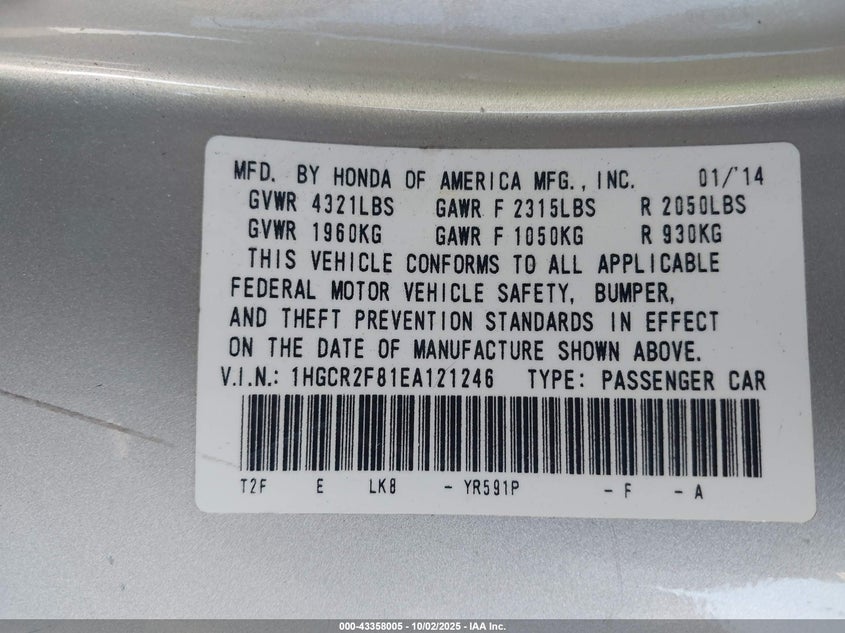 MFD. BY HONDA OF AMERICA MFG., INC. 01/'14
GVWR 4321LBS GAWR F 2315LBS R 2050LBS
GVWR 1960KG GAWR F 1050KG R 930KG
THIS VEHICLE CONFORMS TO ALL APPLICABLE
FEDERAL MOTOR VEHICLE SAFETY, BUMPER,
AND THEFT PREVENTION STANDARDS IN EFFECT
ON THE DATE OF MANUFACTURE SHOWN ABOVE.
V.I.N.: 1HGCR2F81EA121246 TYPE: PASSENGER CAR
T2F E LK8 - YR591P - F - A
000-43358005 | 10/02/2025 - IAA Inc.